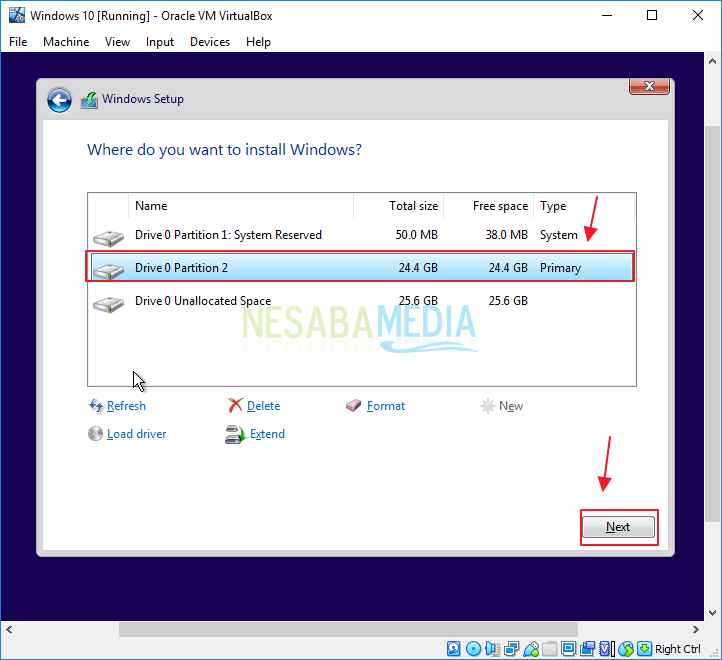 Windows 10 [Running] - Oracle VM VirtualBox
File Machine View Input Devices Help
Windows Setup
Where do you want to install Windows?
Name Total size Free space Type
Drive 0 Partition 1: System Reserved 50.0 MB 38.0 MB System
Drive 0 Partition 2 24.4 GB 24.4 GB Primary
Drive 0 Unallocated Space 25.6 GB 25.6 GB
NESABAMEDIA
Refresh Delete Format New
Load driver Extend
Next
Right Ctrl